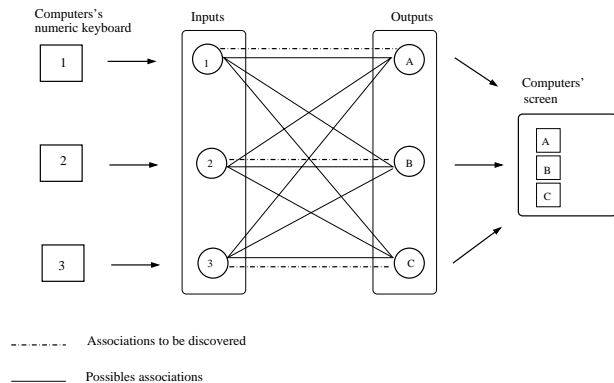 Computers's
numeric keyboard
Inputs
Outputs
1
1
A
Computers'
screen
A
B
C
2
2
B
3
3
C
Associations to be discovered
Possibles associations